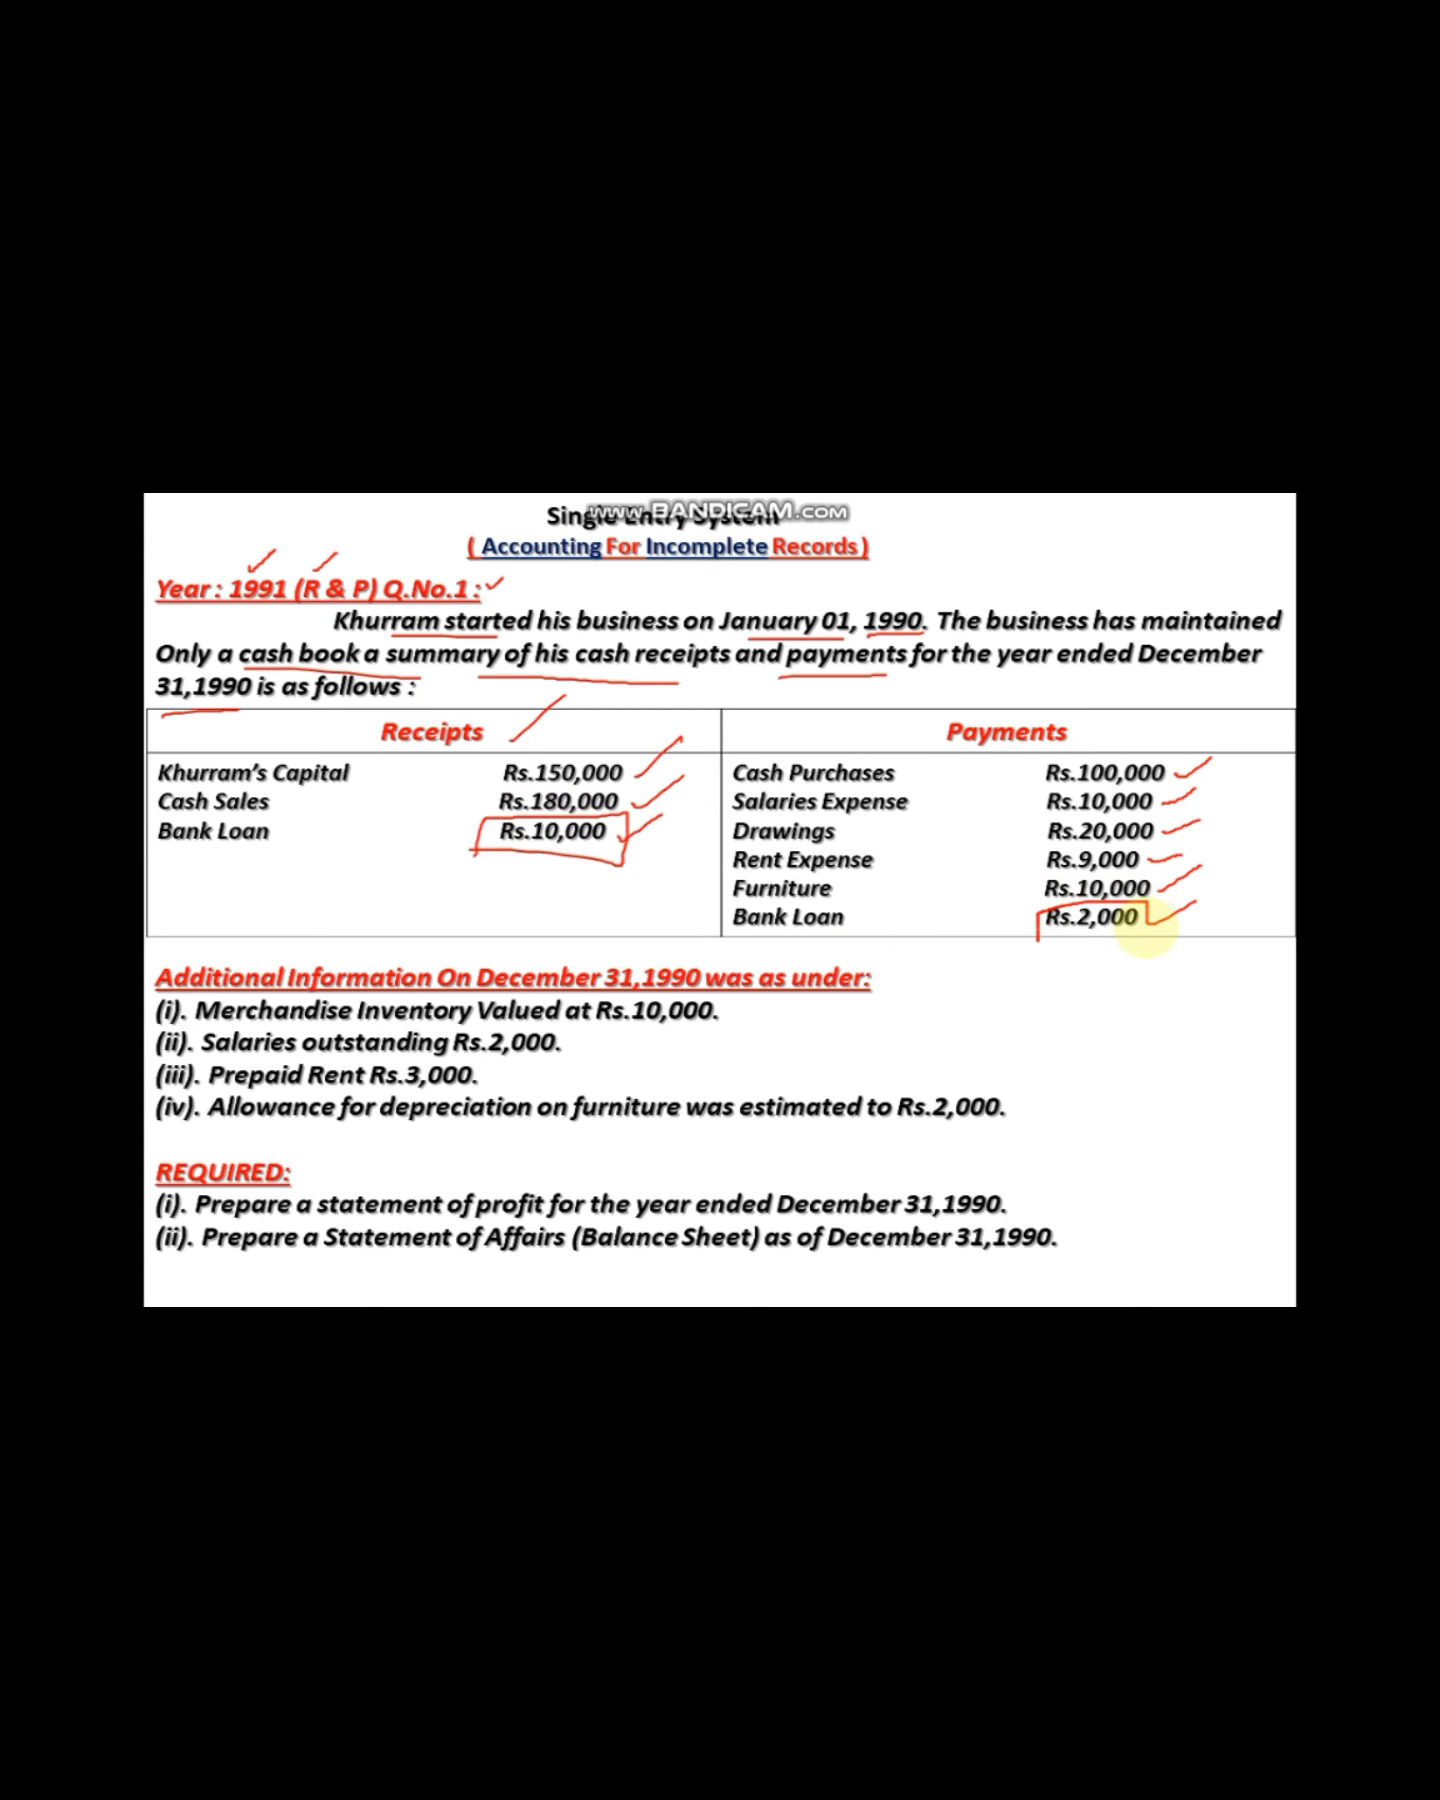 Single Entry System
www.BANDICAM.com
( Accounting For Incomplete Records )
Year : 1991 (R & P) Q.No.1 :
Khurram started his business on January 01, 1990. The business has maintained
Only a cash book a summary of his cash receipts and payments for the year ended December
31,1990 is as follows :
Receipts Payments
Khurram's Capital Rs.150,000 Cash Purchases Rs.100,000
Cash Sales Rs.180,000 Salaries Expense Rs.10,000
Bank Loan Rs.10,000 Drawings Rs.20,000
Rent Expense Rs.9,000
Furniture Rs.10,000
Bank Loan Rs.2,000
Additional Information On December 31,1990 was as under:
(i). Merchandise Inventory Valued at Rs.10,000.
(ii). Salaries outstanding Rs.2,000.
(iii). Prepaid Rent Rs.3,000.
(iv). Allowance for depreciation on furniture was estimated to Rs.2,000.
REQUIRED:
(i). Prepare a statement of profit for the year ended December 31,1990.
(ii). Prepare a Statement of Affairs (Balance Sheet) as of December 31,1990.